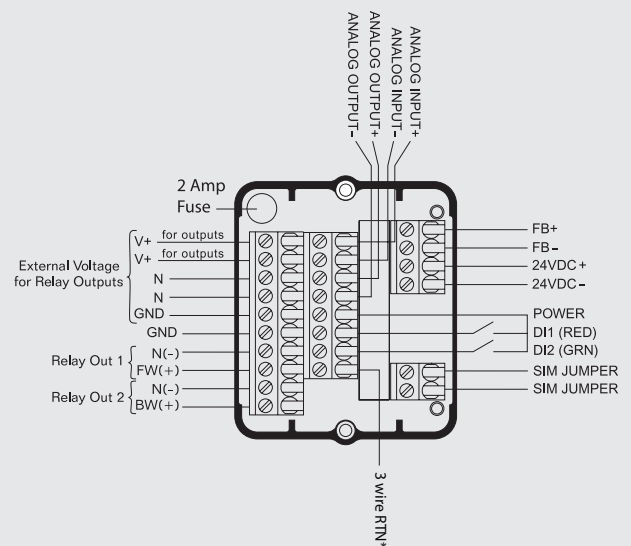 ANALOG OUTPUT-
ANALOG OUTPUT+
ANALOG INPUT-
ANALOG INPUT+
2 Amp
Fuse
V+ for outputs
V+ for outputs
External Voltage
for Relay Outputs
N
N
GND
GND
Relay Out 1
N(-)
FW(+)
Relay Out 2
N(-)
BW(+)
FB+
FB-
24VDC+
24VDC-
POWER
DI1 (RED)
DI2 (GRN)
SIM JUMPER
SIM JUMPER
3 wire RTN*